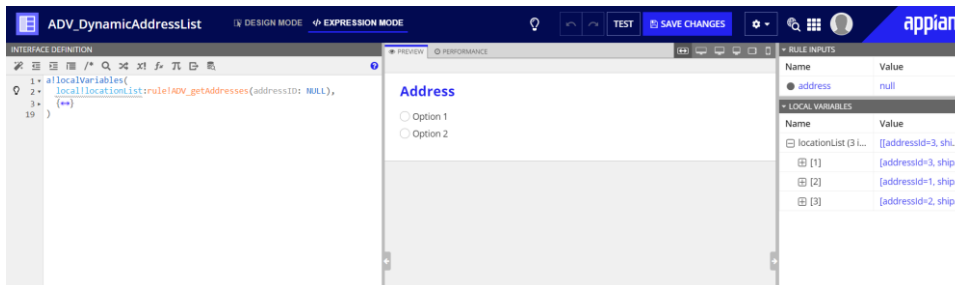 ADV_DynamicAddressList DESIGN MODE </> EXPRESSION MODE TEST SAVE CHANGES appian
INTERFACE DEFINITION
1 a!localVariables(
2 local!locationList:rule!ADV_getAddresses(addressID: NULL),
3 {↔}
19 )
PREVIEW PERFORMANCE
Address
Option 1
Option 2
RULE INPUTS
Name Value
address null
LOCAL VARIABLES
Name Value
locationList (3 i... [[addressId=3, shi..
[1] [addressId=3, ship
[2] [addressId=1, ship
[3] [addressId=2, ship